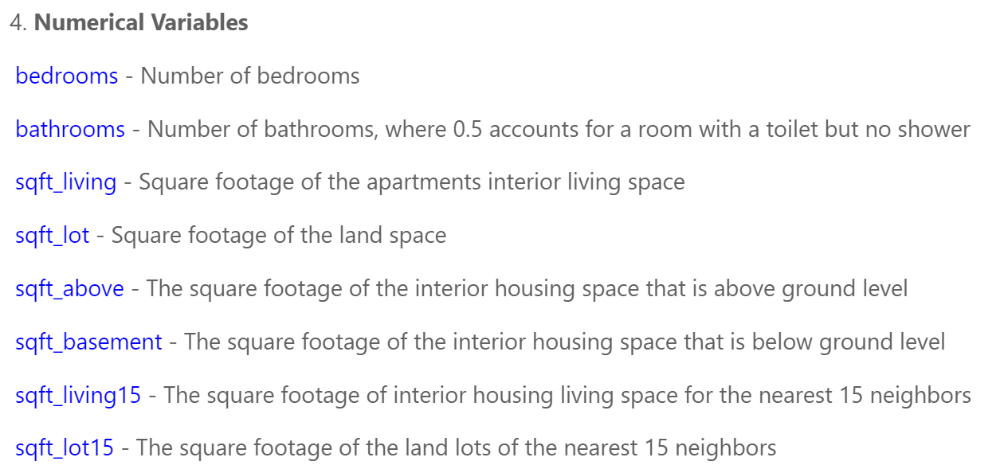 4. Numerical Variables
bedrooms - Number of bedrooms
bathrooms - Number of bathrooms, where 0.5 accounts for a room with a toilet but no shower
sqft_living - Square footage of the apartments interior living space
sqft_lot - Square footage of the land space
sqft_above - The square footage of the interior housing space that is above ground level
sqft_basement - The square footage of the interior housing space that is below ground level
sqft_living15 - The square footage of interior housing living space for the nearest 15 neighbors
sqft_lot15 - The square footage of the land lots of the nearest 15 neighbors